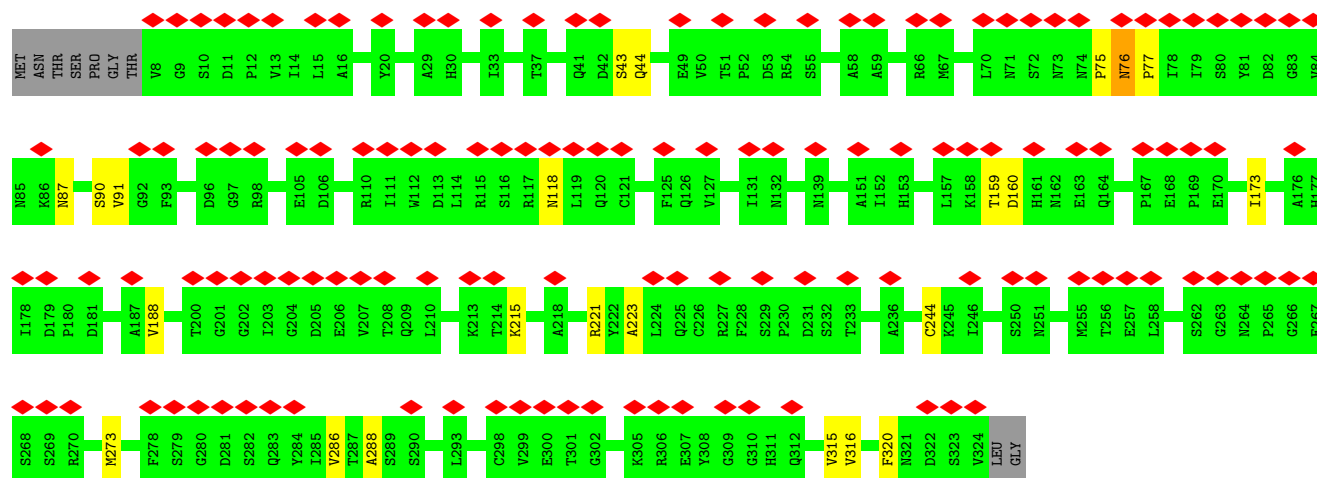 MET ASN THR SER PRO GLY THR V8 G9 S10 D11 P12 V13 I14 L15 A16 Y20 A29 H30 I33 T37 Q41 D42 S43 Q44 E49 V50 T51 P52 D53 R54 S55 A58 A59 R66 M67 L70 N71 S72 N73 N74 P75 N76 P77 I78 I79 S80 Y81 D82 G83 V84
N85 K86 N87 S90 V91 G92 F93 D96 G97 R98 E105 D106 R110 I111 W112 D113 L114 R115 S116 R117 N118 L119 Q120 C121 F125 Q126 V127 I131 N132 N139 A151 I152 H153 L157 K158 T159 D160 H161 N162 E163 Q164 P167 E168 P169 E170 I173 A176 H177
I178 D179 P180 D181 A187 V188 T200 G201 G202 I203 G204 D205 E206 V207 T208 Q209 L210 K213 T214 K215 A218 R221 Y222 A223 L224 Q225 C226 R227 F228 S229 P230 D231 S232 T233 A236 C244 K245 I246 S250 N251 M255 T256 E257 L258 S262 G263 N264 P265 G266
S268 S269 R270 M273 F278 S279 G280 D281 S282 Q283 Y284 I285 V286 T287 A288 S289 S290 L293 C298 V299 E300 T301 G302 K305 R306 E307 Y308 G309 G310 H311 Q312 V315 V316 F320 N321 D322 S323 V324 LEU GLY